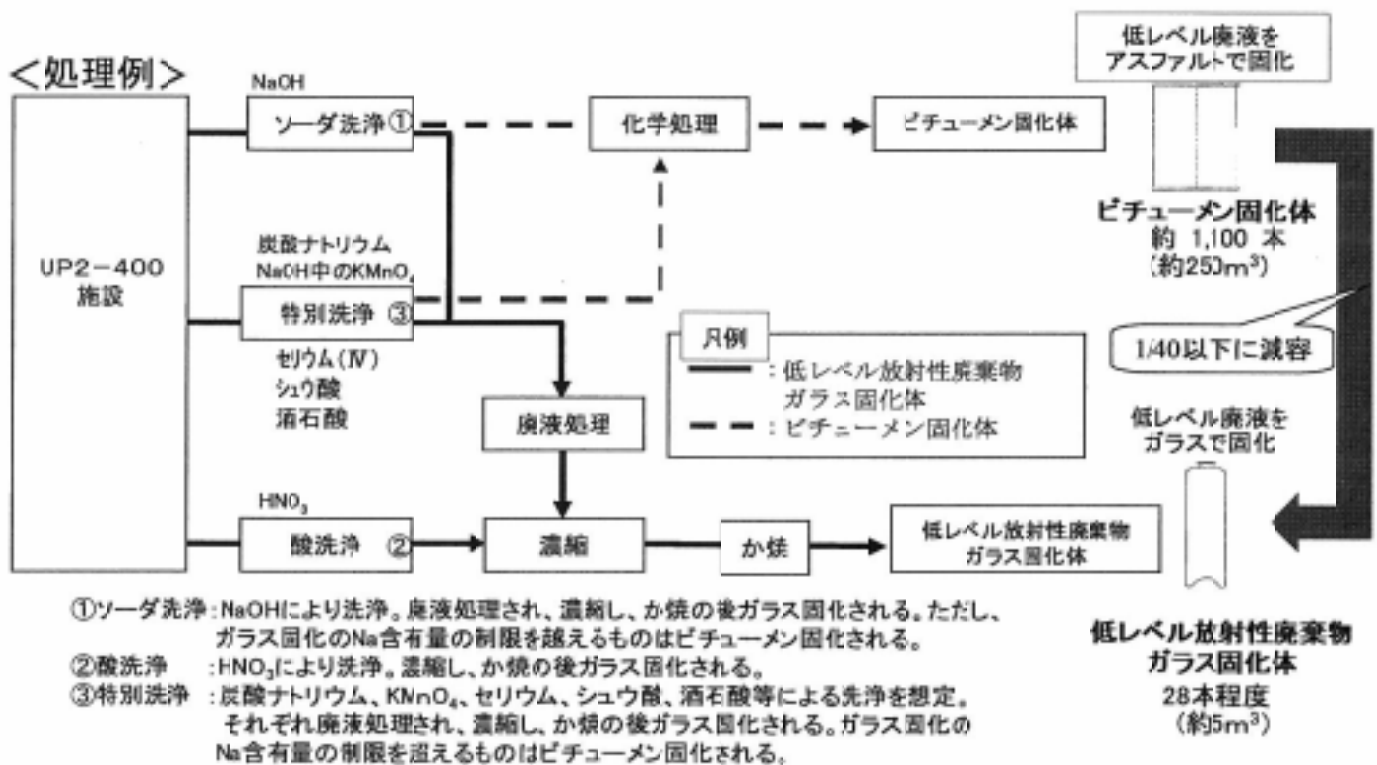 <処理例>
UP2-400
施設
NaOH
ソーダ洗浄①
化学処理
ビチューメン固化体
炭酸ナトリウム
NaOH中のKMnO₄
特別洗浄 ③
セリウム(Ⅳ)
シュウ酸
酒石酸
廃液処理
HNO₃
酸洗浄 ②
濃縮
か焼
低レベル放射性廃棄物
ガラス固化体
凡例
:低レベル放射性廃棄物
ガラス固化体
:ビチューメン固化体
低レベル廃液を
アスファルトで固化
ビチューメン固化体
約 1,100 本
(約250m³)
1/40以下に減容
低レベル廃液を
ガラスで固化
低レベル放射性廃棄物
ガラス固化体
28本程度
(約5m³)
①ソーダ洗浄:NaOHにより洗浄。廃液処理され、濃縮し、か焼の後ガラス固化される。ただし、
ガラス固化のNa含有量の制限を越えるものはビチューメン固化される。
②酸洗浄 :HNO₃により洗浄。濃縮し、か焼の後ガラス固化される。
③特別洗浄 :炭酸ナトリウム、KMnO₄、セリウム、シュウ酸、酒石酸等による先浄を想定。
それぞれ廃液処理され、濃縮し、か焼の後ガラス固化される。ガラス固化の
Na含有量の制限を超えるものはビチューメン固化される。